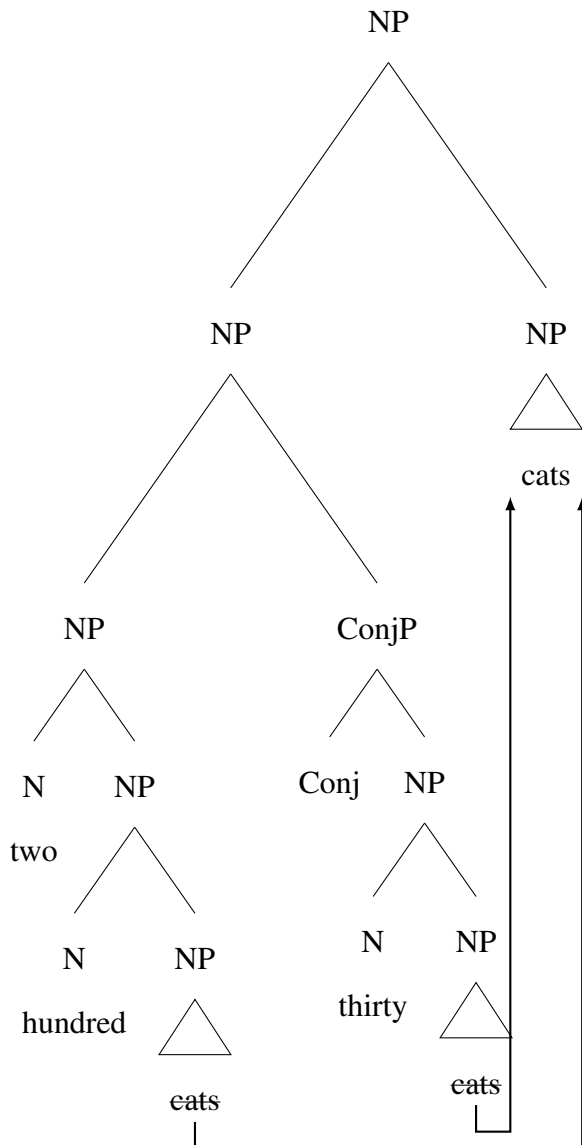 NP
NP NP
cats
NP ConjP
N NP Conj NP
two
N NP N NP
hundred thirty
cats cats